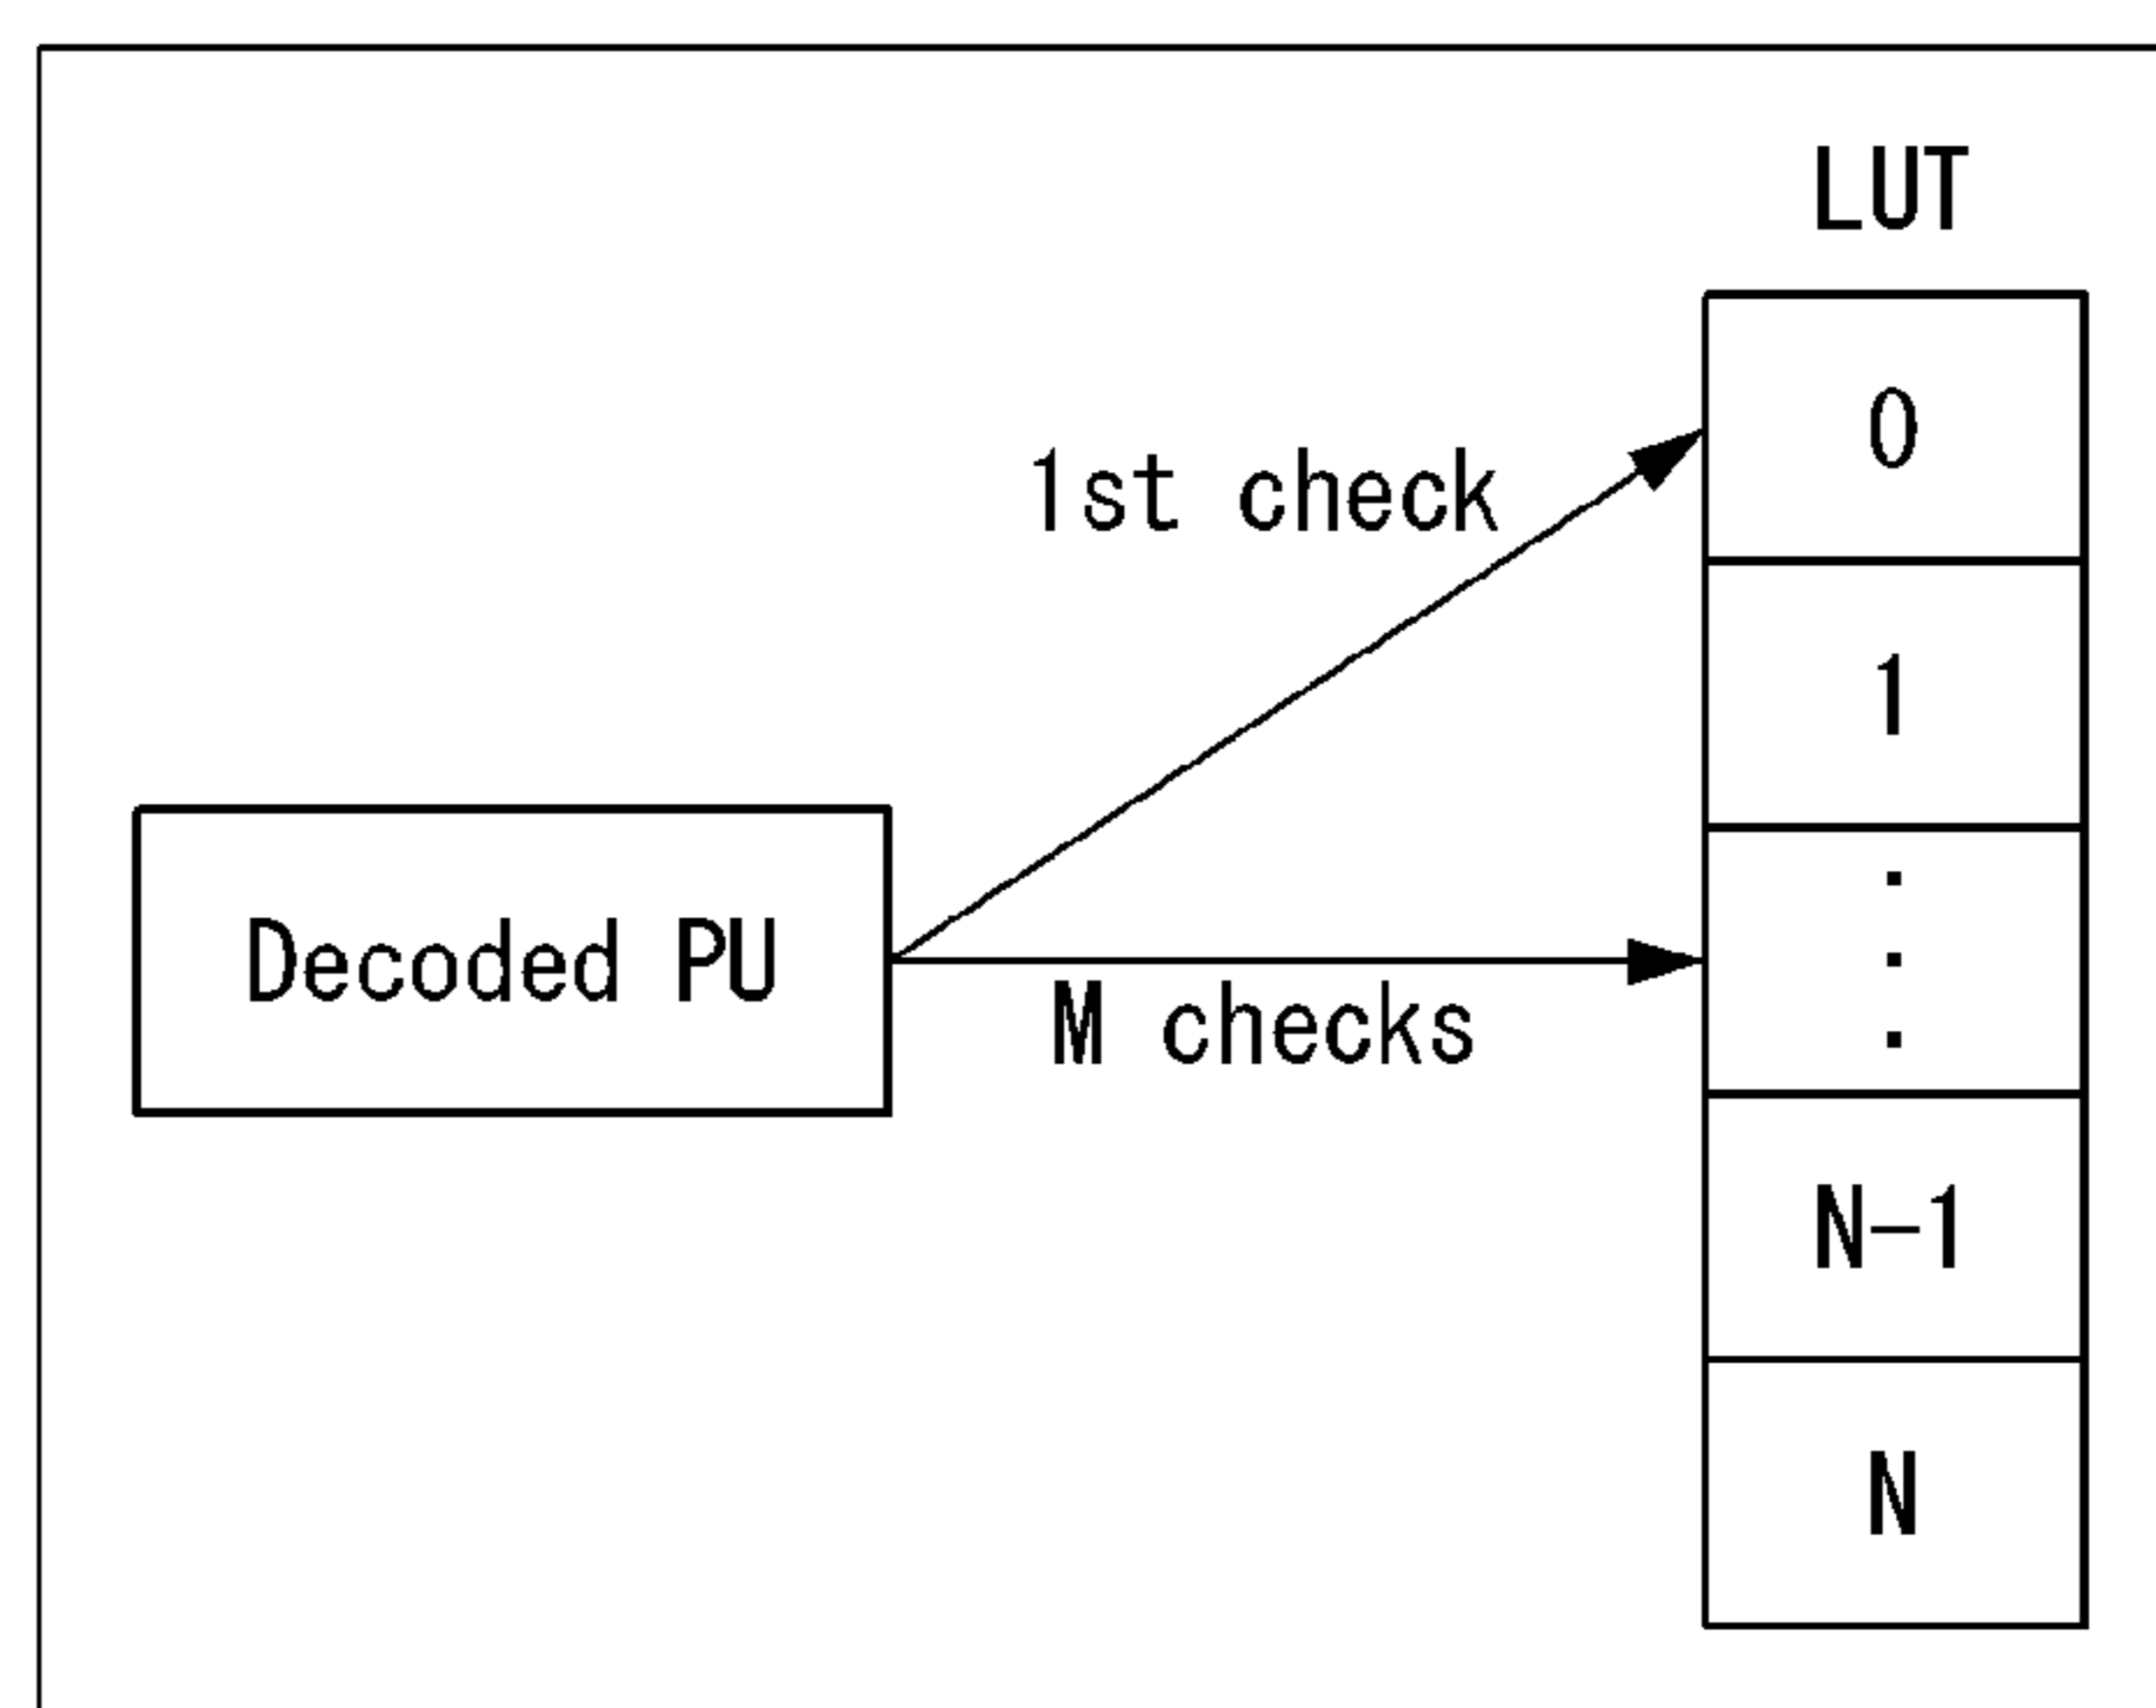 LUT
0
1st check
1
Decoded PU
M checks
.
.
.
N-1
N